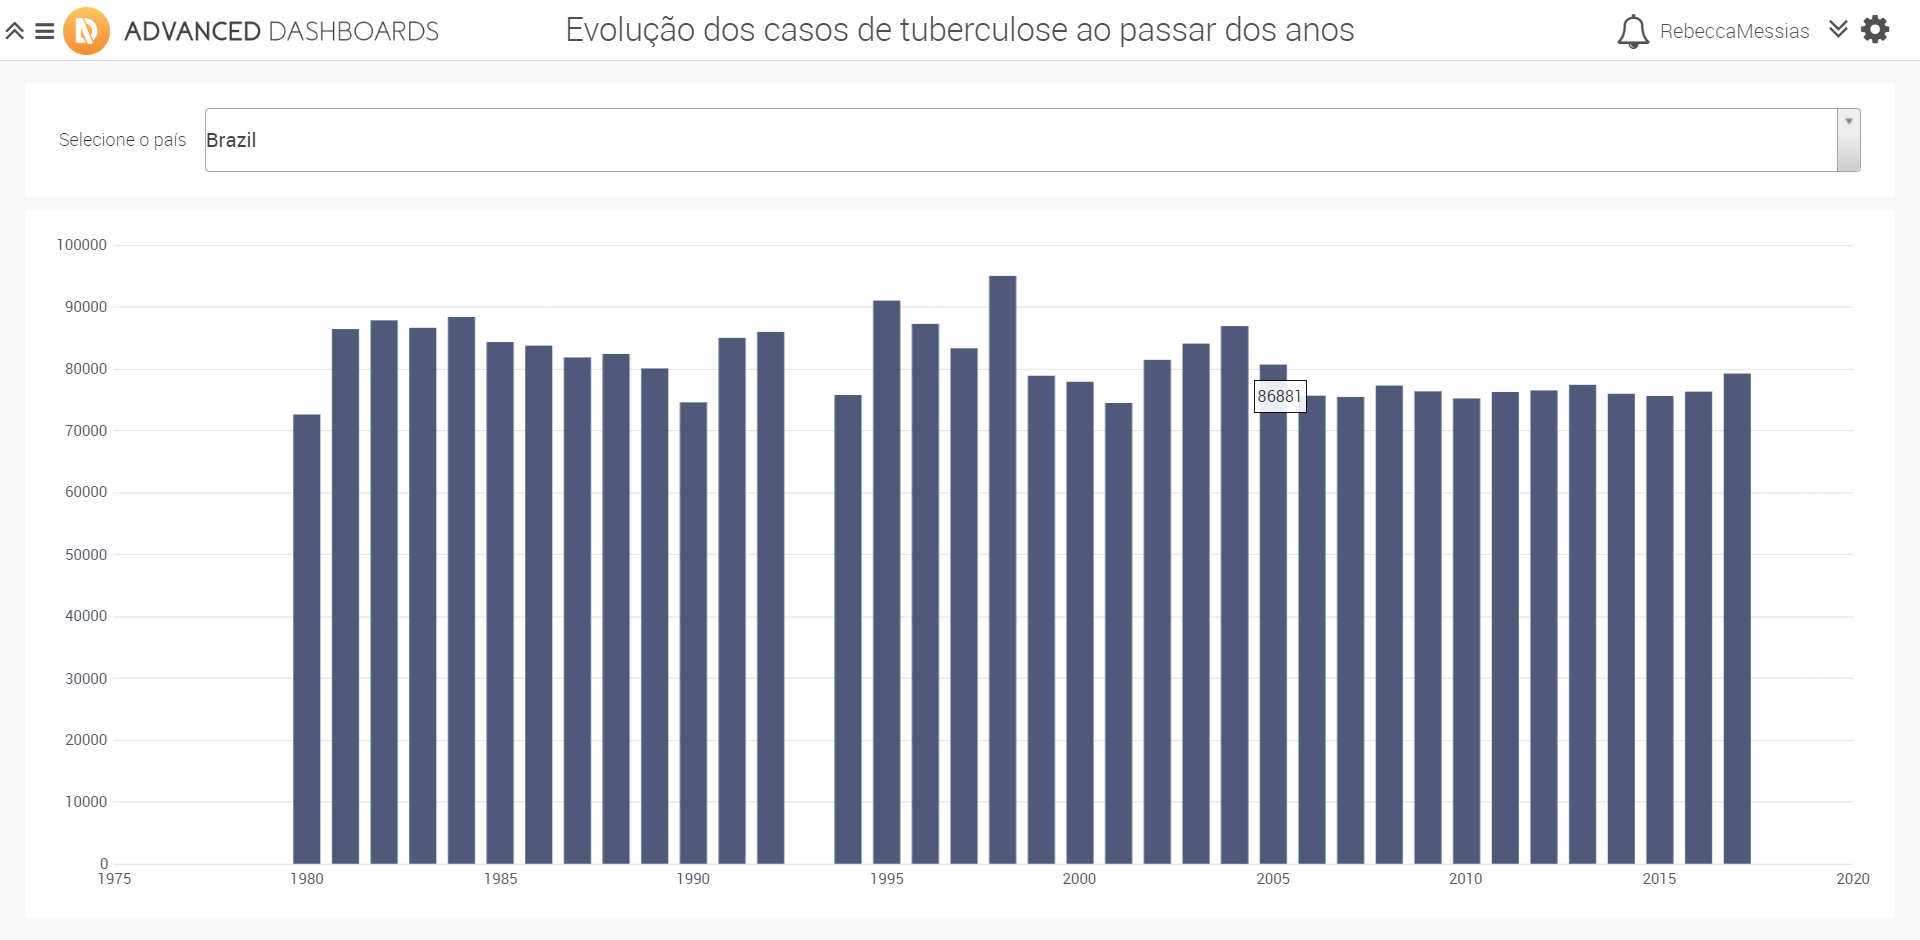 ADVANCED DASHBOARDS
Evolução dos casos de tuberculose ao passar dos anos
RebeccaMessias
Selecione o país
Brazil
100000
90000
80000
70000
60000
50000
40000
30000
20000
10000
0
86881
1975 1980 1985 1990 1995 2000 2005 2010 2015 2020